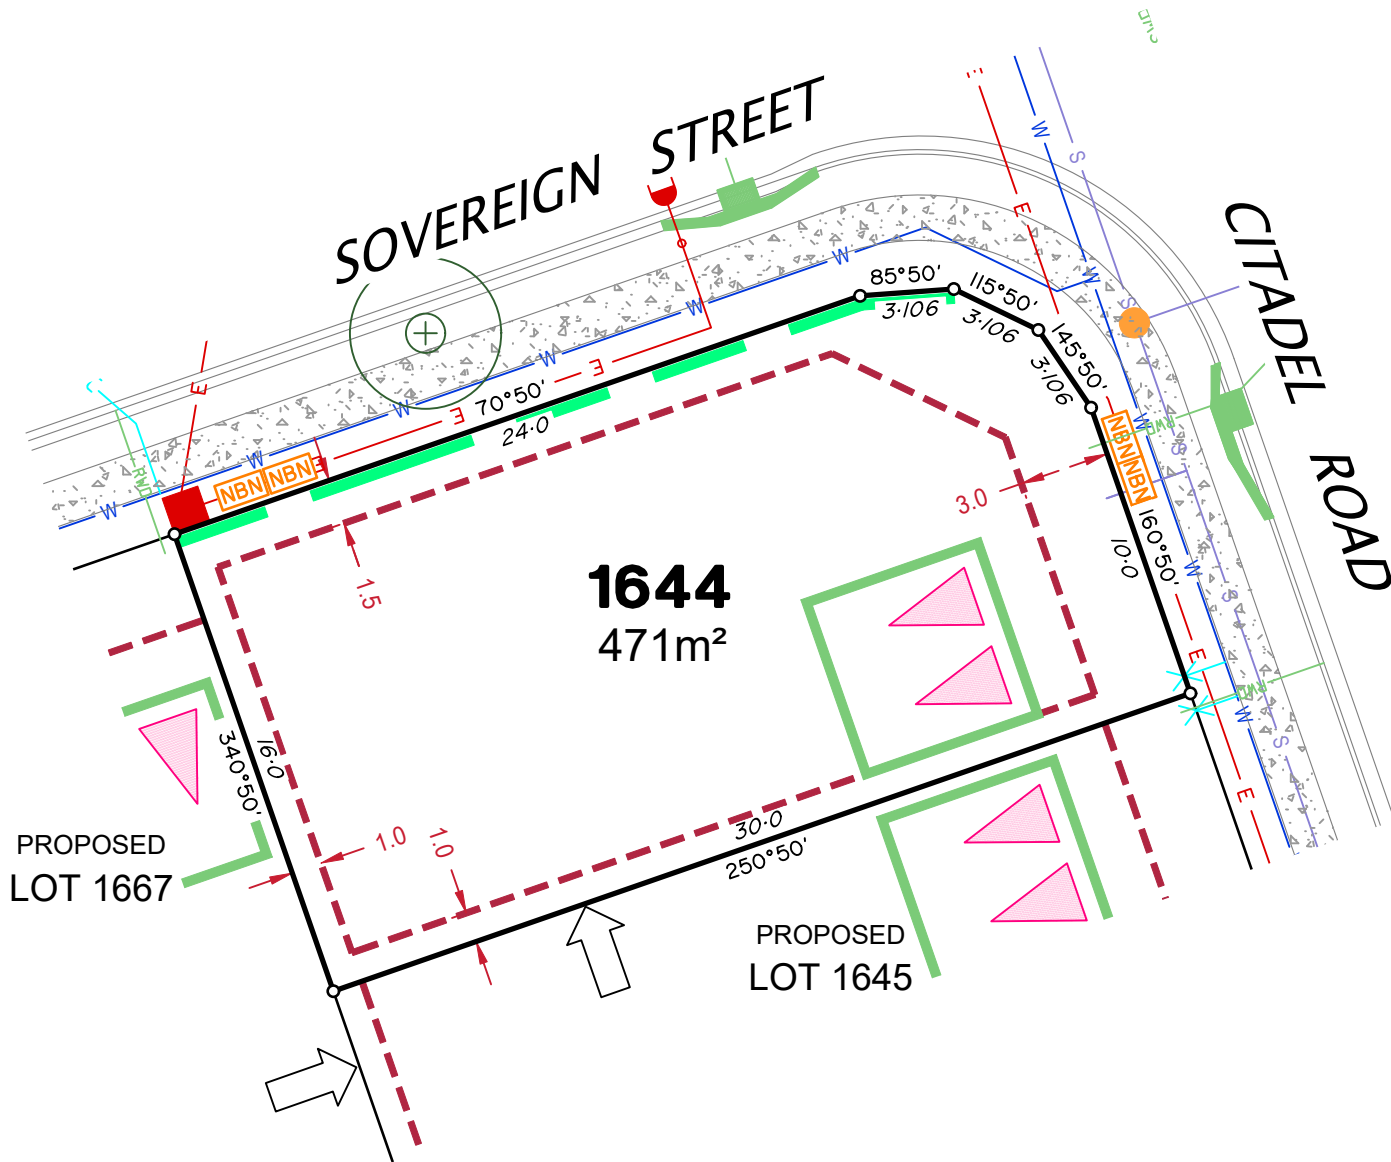 SOVEREIGN STREET
CITADEL ROAD
85°50'
3·106
115°50'
3·106
145°50'
3·106
70°50'
24·0
160°50'
10·0
340°50'
16·0
30·0
250°50'
1644
471m²
3.0
1.5
1.0
1.0
PROPOSED
LOT 1667
PROPOSED
LOT 1645
NBN
NBN
NBN
NBN
W
W
W
W
W
W
W
W
W
W
W
E
E
E
E
E
E
E
S
S
S
S
S
RWD
RWD
RWD